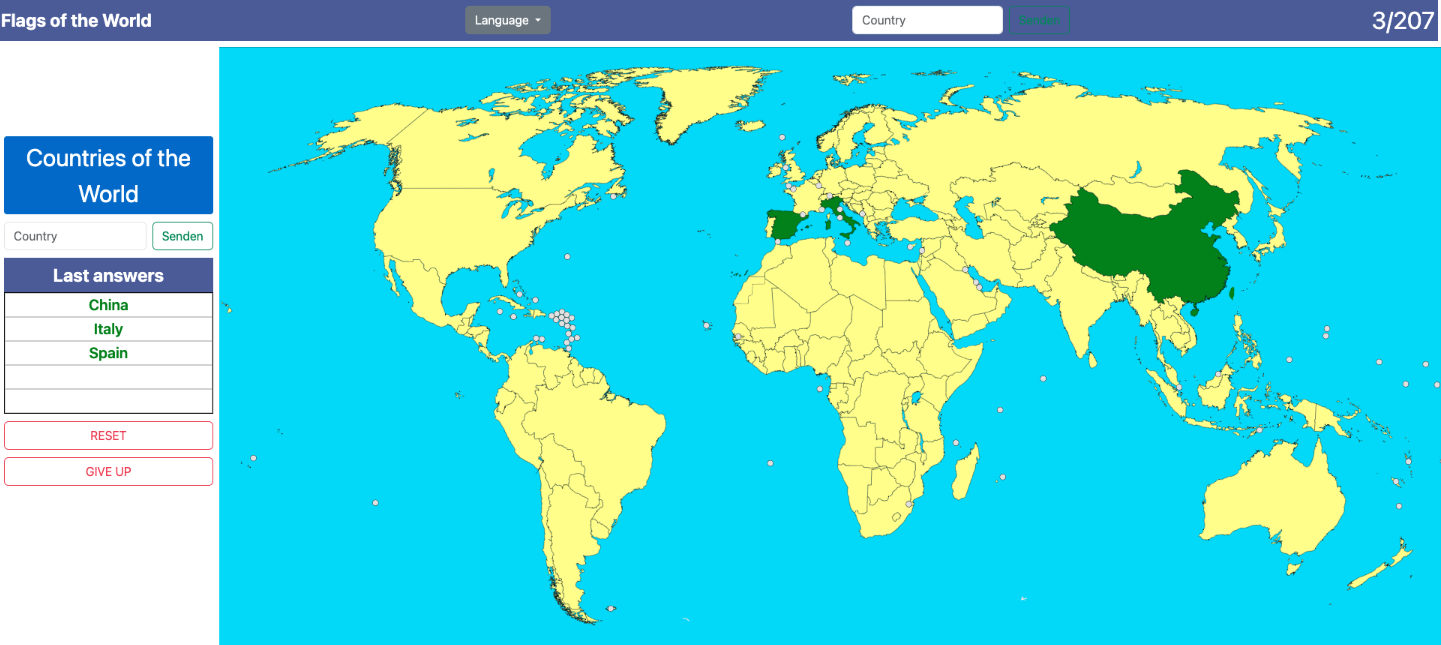 Flags of the World
Language
Country
3/207
Countries of the
World
Country
Senden
Last answers
China
Italy
Spain
RESET
GIVE UP